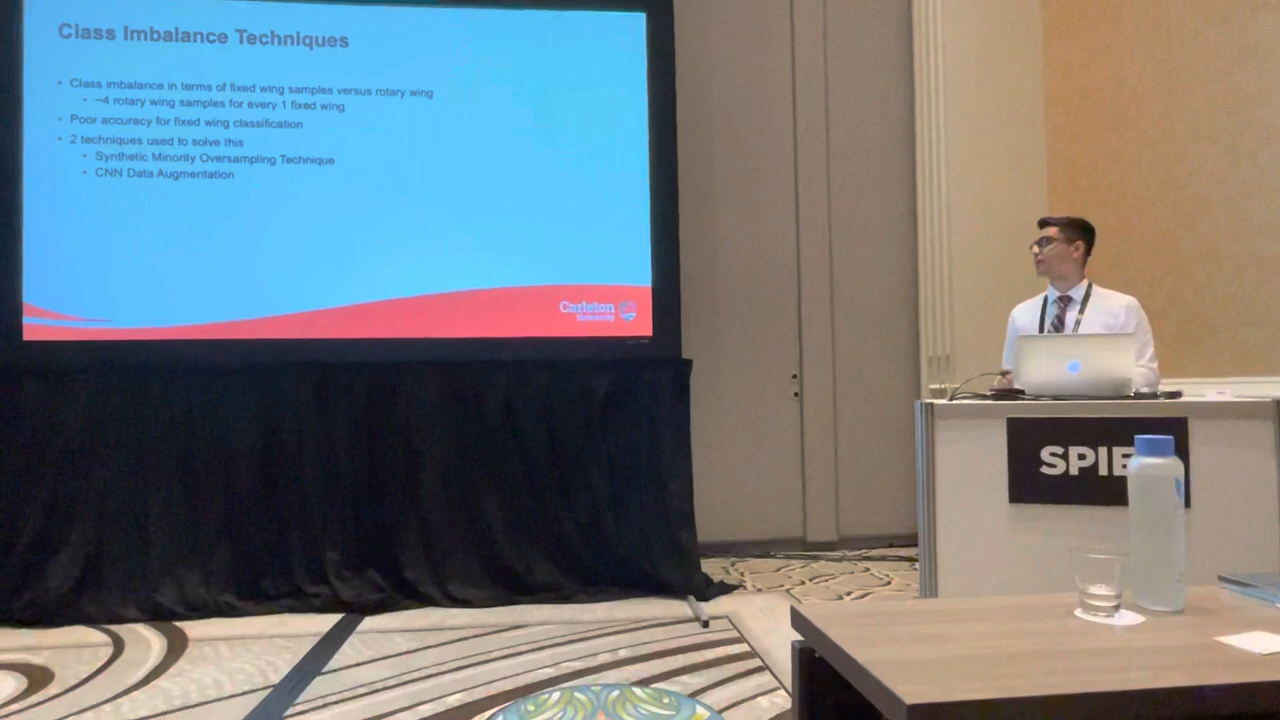 Class Imbalance Techniques
• Class imbalance in terms of fixed wing samples versus rotary wing
• ~4 rotary wing samples for every 1 fixed wing
• Poor accuracy for fixed wing classification
• 2 techniques used to solve this
• Synthetic Minority Oversampling Technique
• CNN Data Augmentation
Carleton
University
SPIE